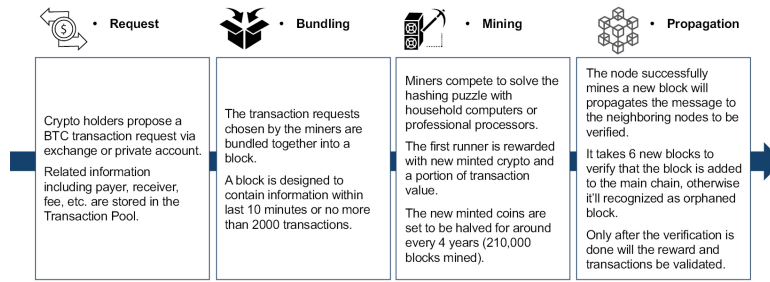 • Request
• Bundling
• Mining
• Propagation
$
Crypto holders propose a
BTC transaction request via
exchange or private account.
Related information
including payer, receiver,
fee, etc. are stored in the
Transaction Pool.
The transaction requests
chosen by the miners are
bundled together into a
block.
A block is designed to
contain information within
last 10 minutes or no more
than 2000 transactions.
Miners compete to solve the
hashing puzzle with
household computers or
professional processors.
The first runner is rewarded
with new minted crypto and
a portion of transaction
value.
The new minted coins are
set to be halved for around
every 4 years (210,000
blocks mined).
The node successfully
mines a new block will
propagates the message to
the neighboring nodes to be
verified.
It takes 6 new blocks to
verify that the block is added
to the main chain, otherwise
it'll recognized as orphaned
block.
Only after the verification is
done will the reward and
transactions be validated.